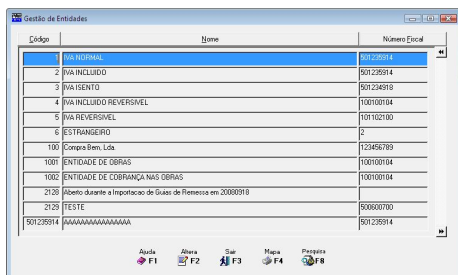 Gestão de Entidades
Código Nome Número Fiscal
1 IVA NORMAL 501235914
2 IVA INCLUIDO 501235914
3 IVA ISENTO 501234918
4 IVA INCLUIDO REVERSIVEL 100100104
5 IVA REVERSIVEL 101102100
6 ESTRANGEIRO 2
100 Compra Bem, Lda. 123456789
1001 ENTIDADE DE OBRAS 100100104
1002 ENTIDADE DE COBRANÇA NAS OBRAS 100100104
2128 Aberto durante a Importacao de Guias de Remessa em 20080918
2129 TESTE 500600700
501235914 AAAAAAAAAAAAAAAA 501235914
Ajuda Altera Sair Mapa Pesquisa
F1 F2 F3 F4 F8